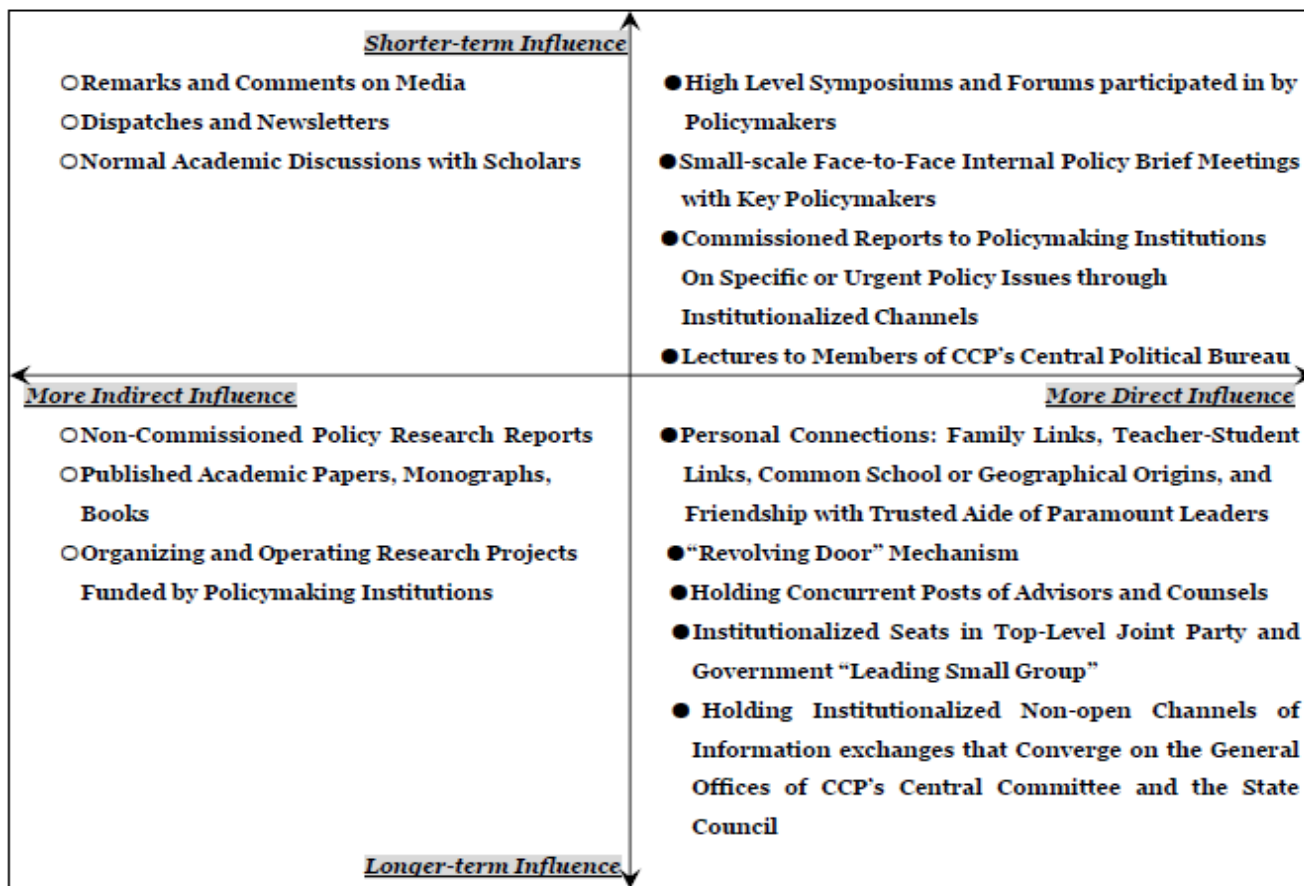 Shorter-term Influence
○Remarks and Comments on Media
○Dispatches and Newsletters
○Normal Academic Discussions with Scholars
●High Level Symposiums and Forums participated in by
Policymakers
●Small-scale Face-to-Face Internal Policy Brief Meetings
with Key Policymakers
●Commissioned Reports to Policymaking Institutions
On Specific or Urgent Policy Issues through
Institutionalized Channels
●Lectures to Members of CCP's Central Political Bureau
More Indirect Influence
More Direct Influence
○Non-Commissioned Policy Research Reports
○Published Academic Papers, Monographs,
Books
○Organizing and Operating Research Projects
Funded by Policymaking Institutions
●Personal Connections: Family Links, Teacher-Student
Links, Common School or Geographical Origins, and
Friendship with Trusted Aide of Paramount Leaders
●“Revolving Door” Mechanism
●Holding Concurrent Posts of Advisors and Counsels
●Institutionalized Seats in Top-Level Joint Party and
Government “Leading Small Group”
● Holding Institutionalized Non-open Channels of
Information exchanges that Converge on the General
Offices of CCP's Central Committee and the State
Council
Longer-term Influence